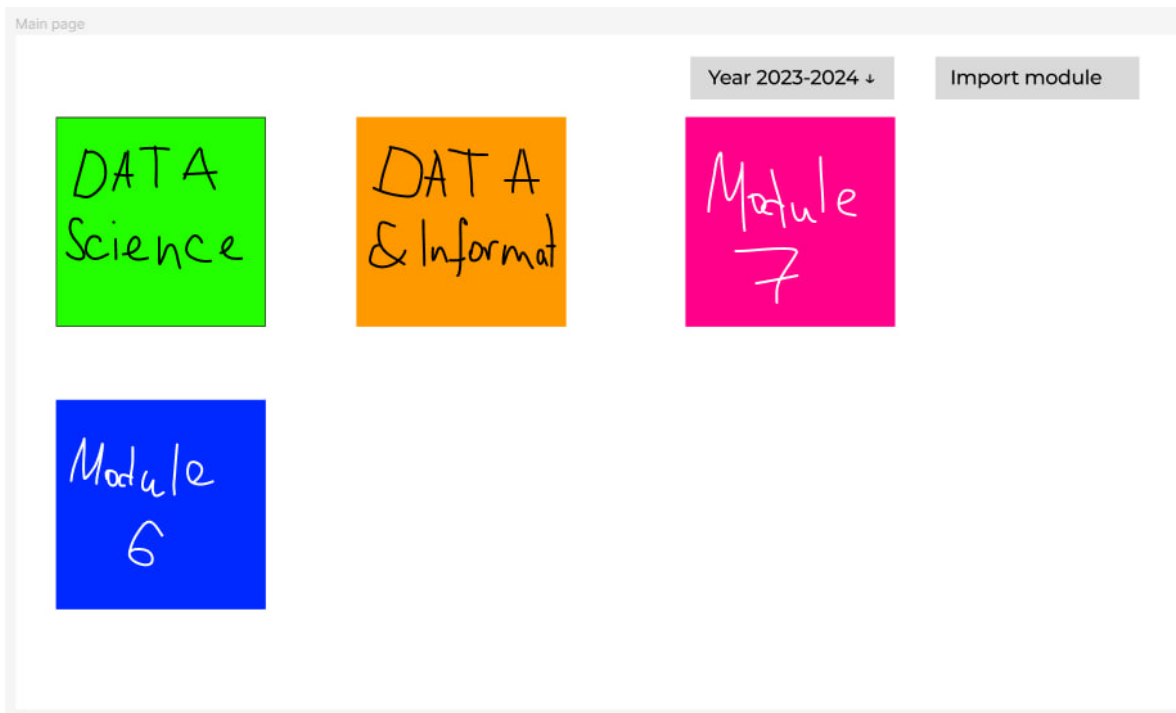 Main page
Year 2023-2024 ↓
Import module
DATA
Science
DATA
& Informat
Module
7
Module
6